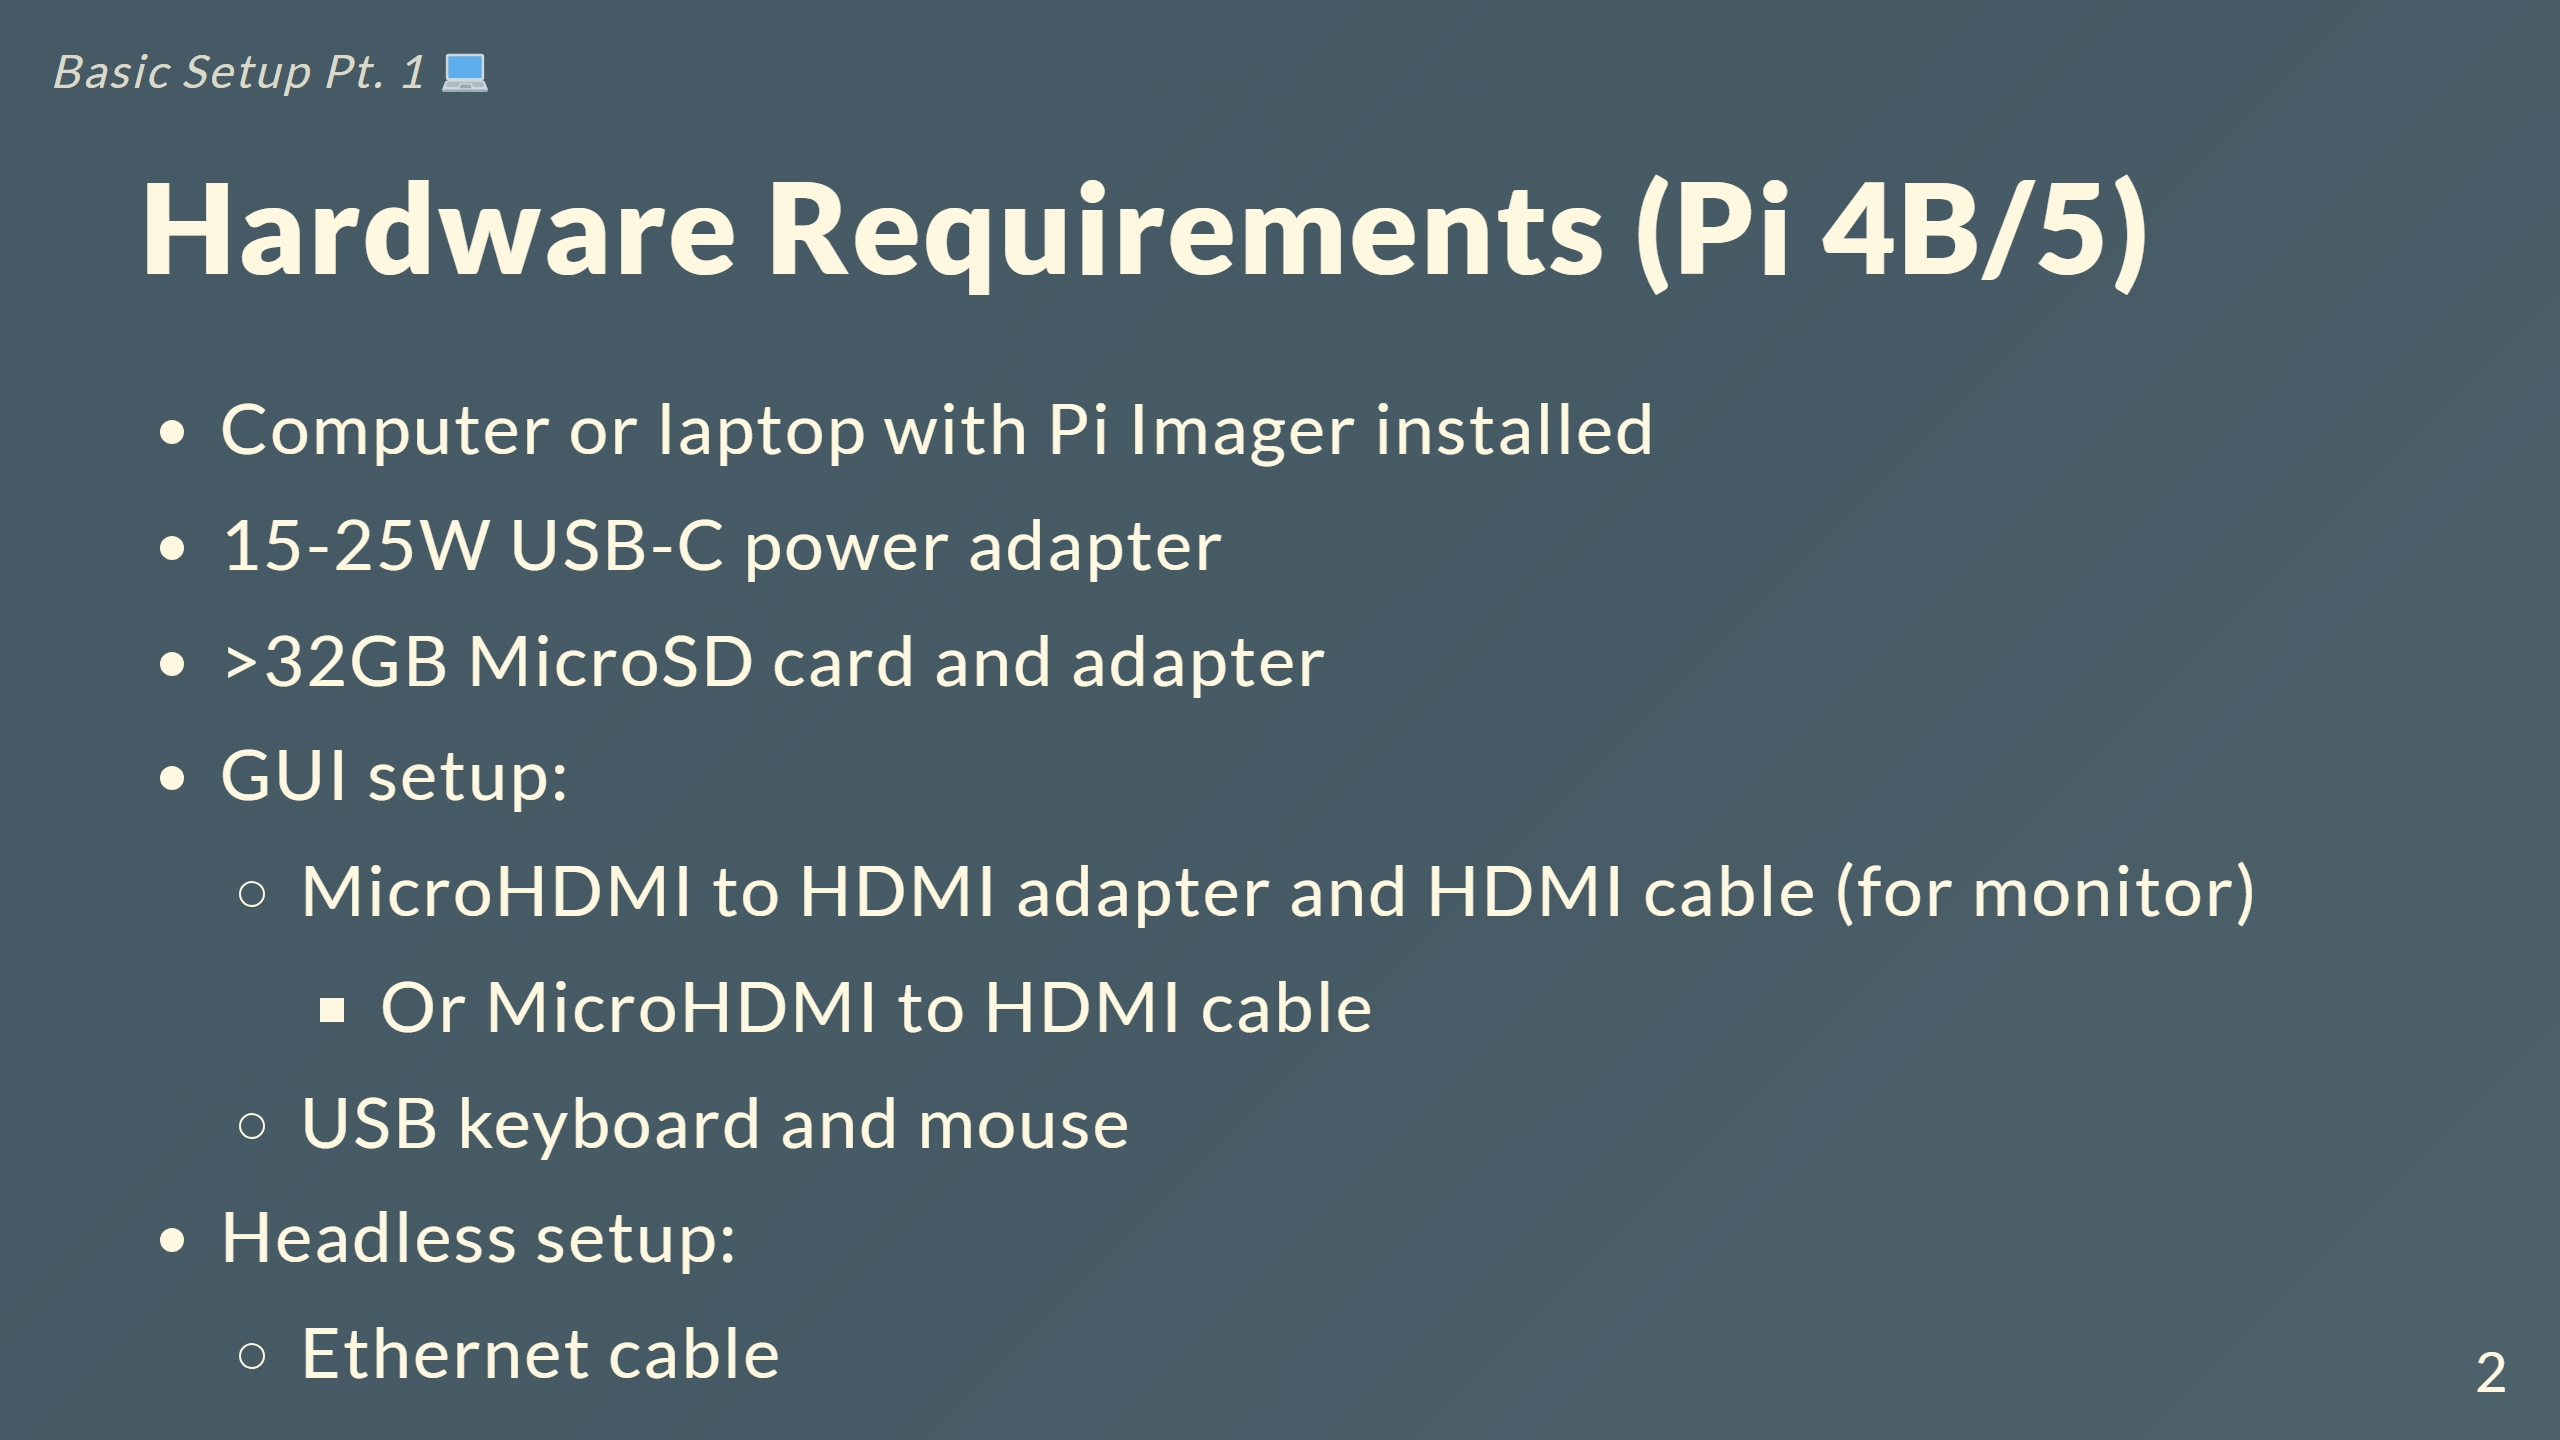 Basic Setup Pt. 1 💻
Hardware Requirements (Pi 4B/5)
• Computer or laptop with Pi Imager installed
• 15-25W USB-C power adapter
• >32GB MicroSD card and adapter
• GUI setup:
○ MicroHDMI to HDMI adapter and HDMI cable (for monitor)
▪ Or MicroHDMI to HDMI cable
○ USB keyboard and mouse
• Headless setup:
○ Ethernet cable
2